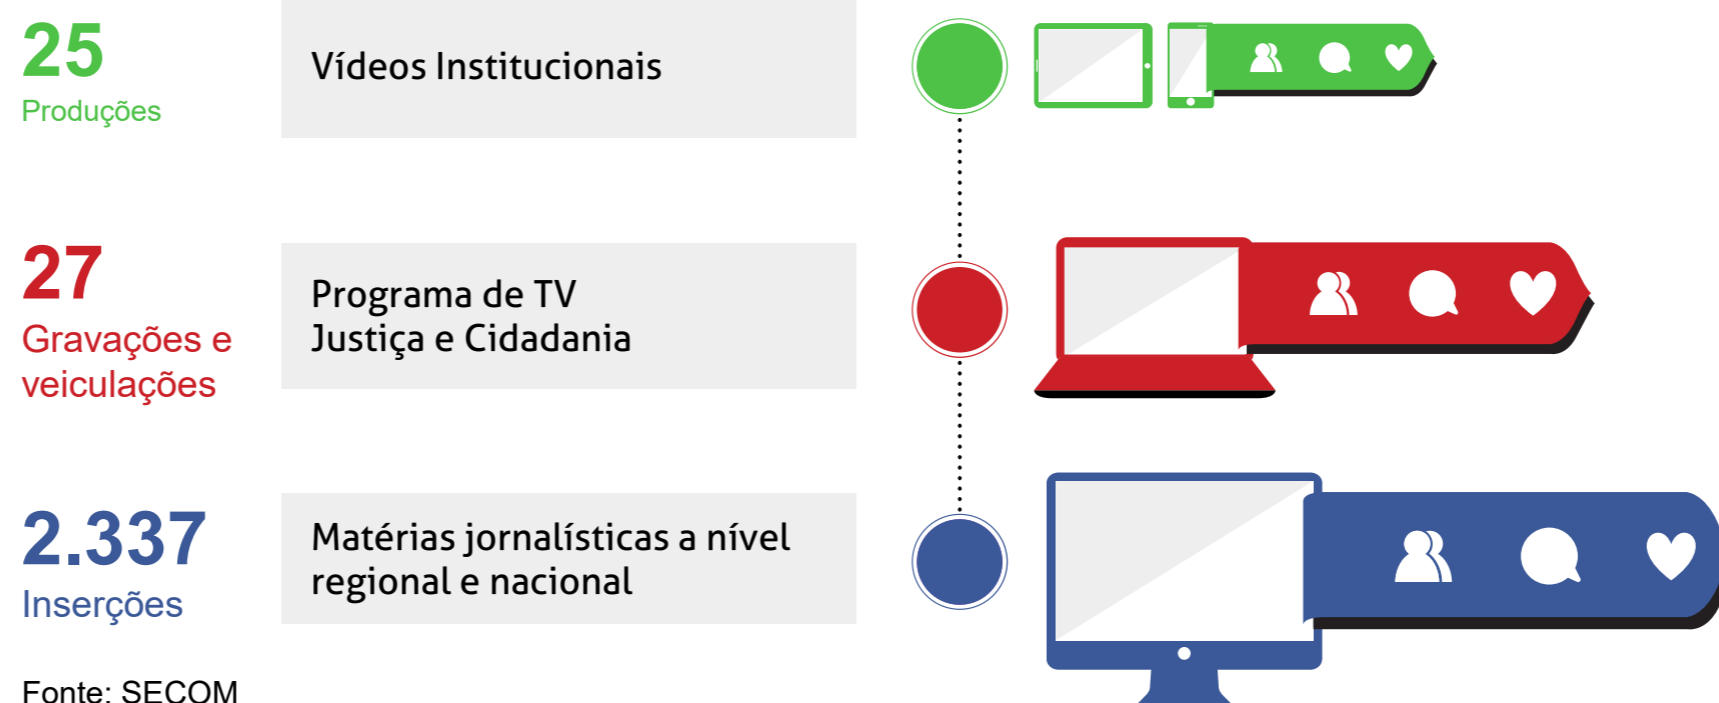 25
Produções
Vídeos Institucionais
27
Gravações e
veiculações
Programa de TV
Justiça e Cidadania
2.337
Inserções
Matérias jornalísticas a nível
regional e nacional
Fonte: SECOM